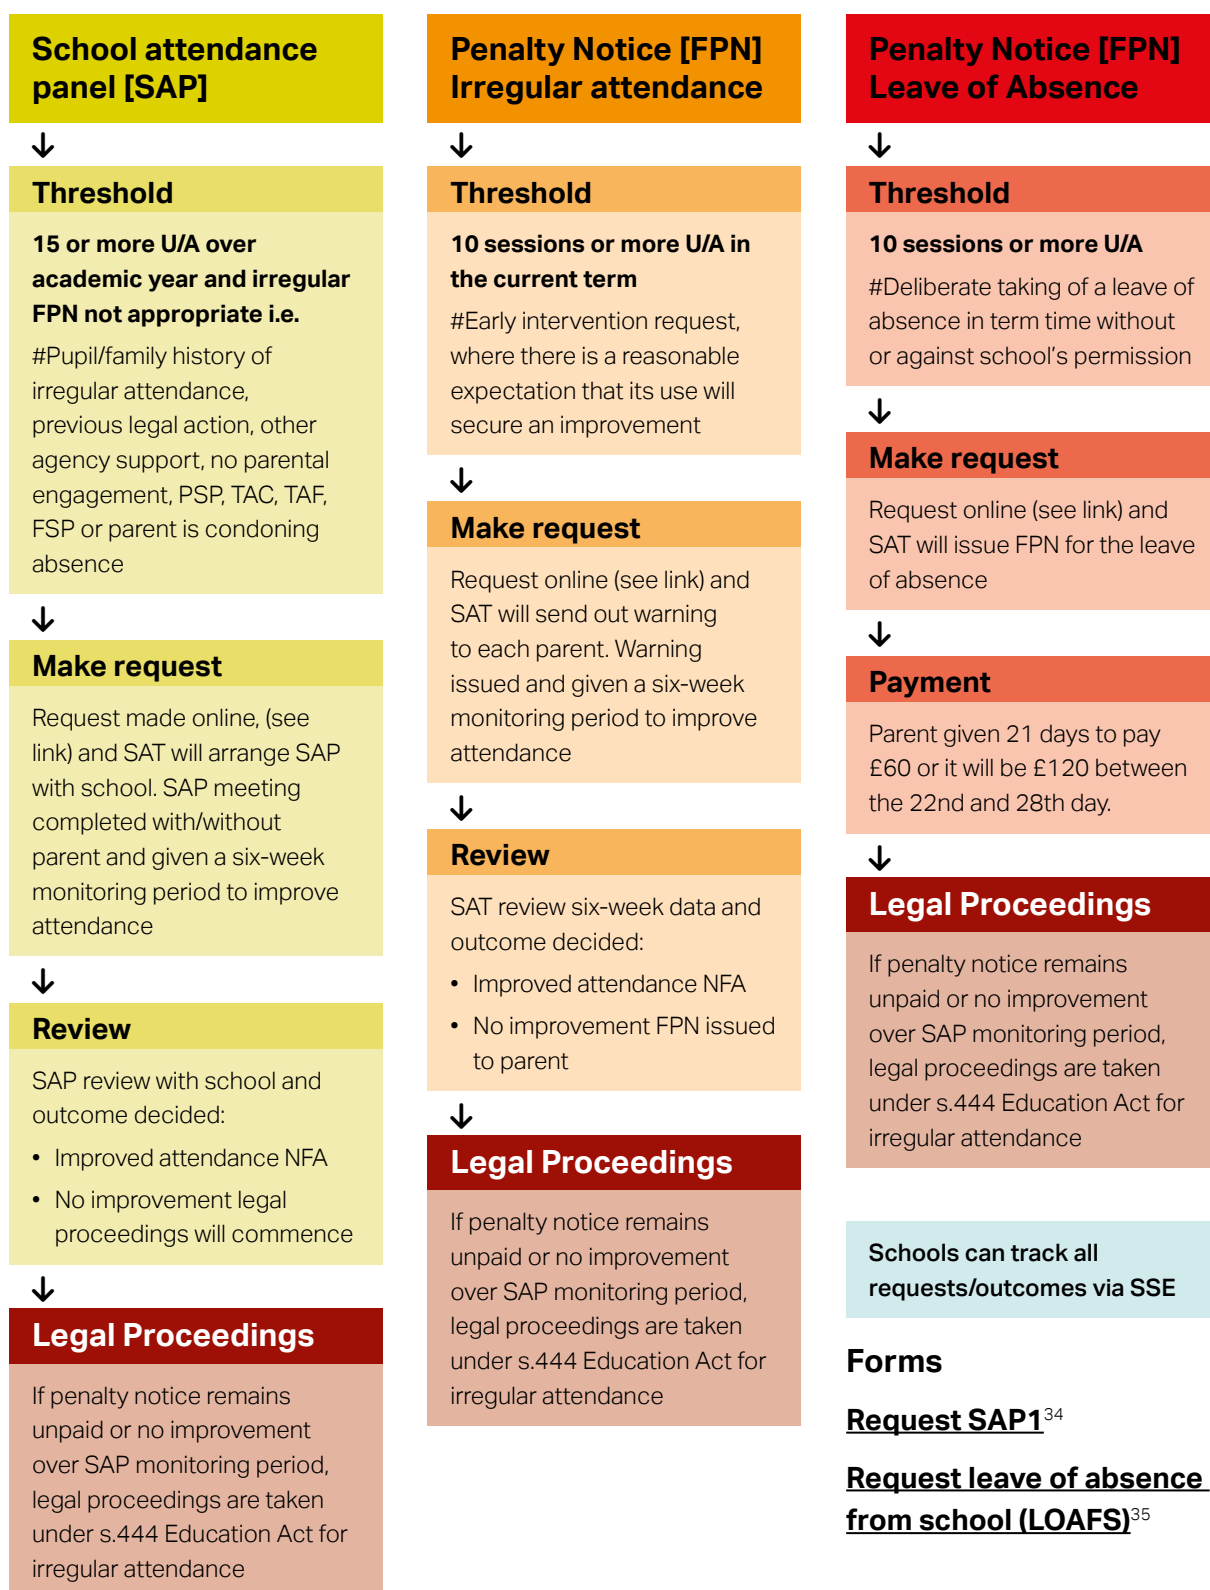 School attendance
panel [SAP]
Threshold
15 or more U/A over
academic year and irregular
FPN not appropriate i.e.
#Pupil/family history of
irregular attendance,
previous legal action, other
agency support, no parental
engagement, PSP, TAC, TAF,
FSP or parent is condoning
absence
Make request
Request made online, (see
link) and SAT will arrange SAP
with school. SAP meeting
completed with/without
parent and given a six-week
monitoring period to improve
attendance
Review
SAP review with school and
outcome decided:
• Improved attendance NFA
• No improvement legal
proceedings will commence
Legal Proceedings
If penalty notice remains
unpaid or no improvement
over SAP monitoring period,
legal proceedings are taken
under s.444 Education Act for
irregular attendance
Penalty Notice [FPN]
Irregular attendance
Threshold
10 sessions or more U/A in
the current term
#Early intervention request,
where there is a reasonable
expectation that its use will
secure an improvement
Make request
Request online (see link) and
SAT will send out warning
to each parent. Warning
issued and given a six-week
monitoring period to improve
attendance
Review
SAT review six-week data and
outcome decided:
• Improved attendance NFA
• No improvement FPN issued
to parent
Legal Proceedings
If penalty notice remains
unpaid or no improvement
over SAP monitoring period,
legal proceedings are taken
under s.444 Education Act for
irregular attendance
Penalty Notice [FPN]
Leave of Absence
Threshold
10 sessions or more U/A
#Deliberate taking of a leave of
absence in term time without
or against school’s permission
Make request
Request online (see link) and
SAT will issue FPN for the leave
of absence
Payment
Parent given 21 days to pay
£60 or it will be £120 between
the 22nd and 28th day.
Legal Proceedings
If penalty notice remains
unpaid or no improvement
over SAP monitoring period,
legal proceedings are taken
under s.444 Education Act for
irregular attendance
Schools can track all
requests/outcomes via SSE
Forms
Request SAP1³⁴
Request leave of absence
from school (LOAFS)³⁵